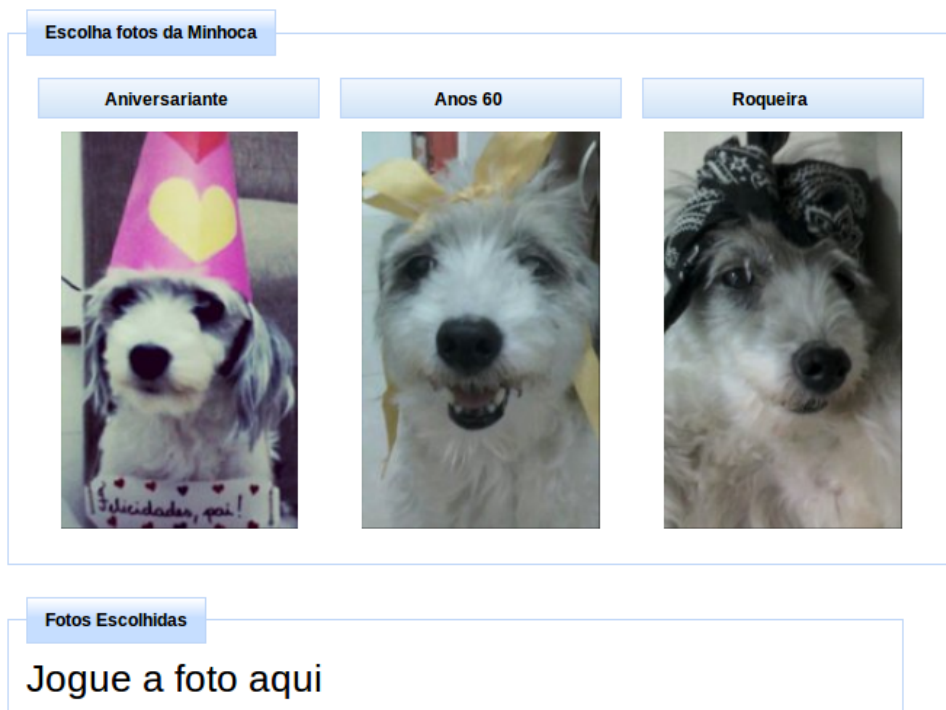 Escolha fotos da Minhoca
Aniversariante
Anos 60
Roqueira
Felicidades, pai!
Fotos Escolhidas
Jogue a foto aqui